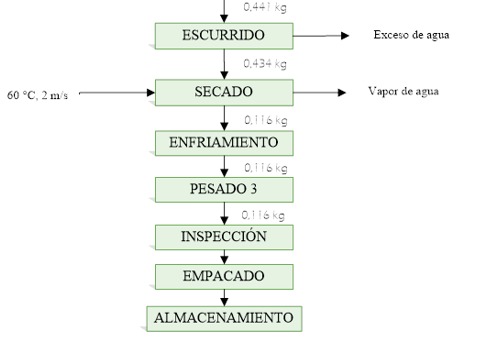 0,441 kg
ESCURRIDO
Exceso de agua
0,434 kg
60 °C, 2 m/s
SECADO
Vapor de agua
0,116 kg
ENFRIAMIENTO
0,116 kg
PESADO 3
0,116 kg
INSPECCIÓN
EMPACADO
ALMACENAMIENTO